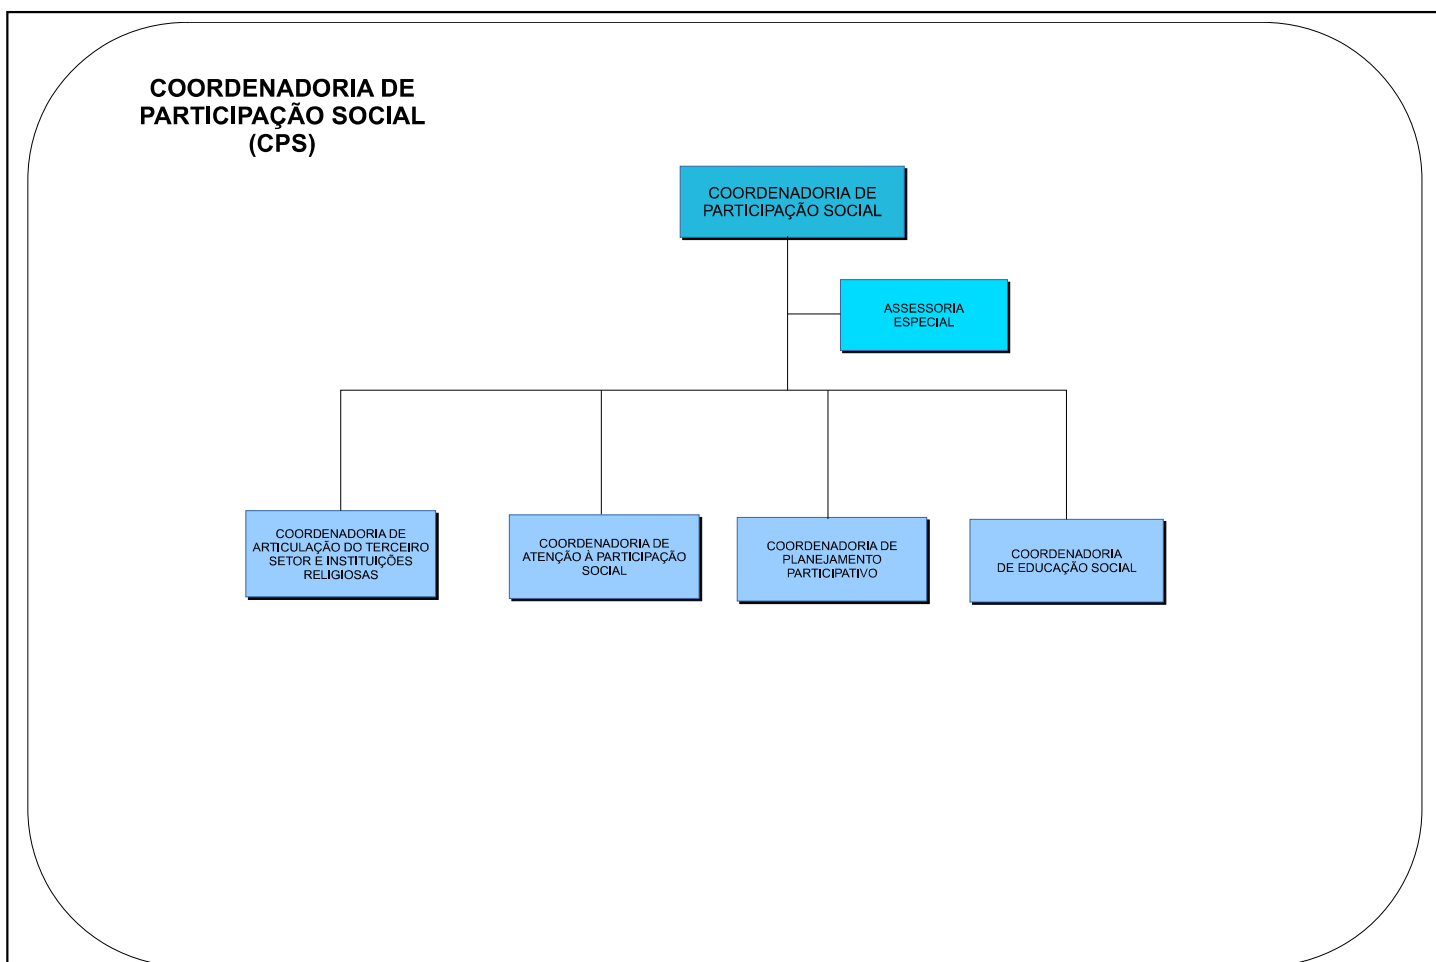 COORDENADORIA DE
PARTICIPAÇÃO SOCIAL
(CPS)
COORDENADORIA DE
PARTICIPAÇÃO SOCIAL
ASSESSORIA
ESPECIAL
COORDENADORIA DE
ARTICULAÇÃO DO TERCEIRO
SETOR E INSTITUIÇÕES
RELIGIOSAS
COORDENADORIA DE
ATENÇÃO À PARTICIPAÇÃO
SOCIAL
COORDENADORIA DE
PLANEJAMENTO
PARTICIPATIVO
COORDENADORIA
DE EDUCAÇÃO SOCIAL